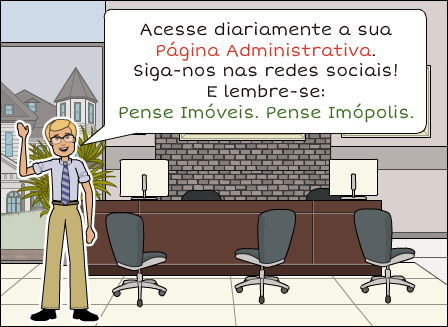 Acesse diariamente a sua
Página Administrativa.
Siga-nos nas redes sociais!
E lembre-se:
Pense Imóveis. Pense Imópolis.